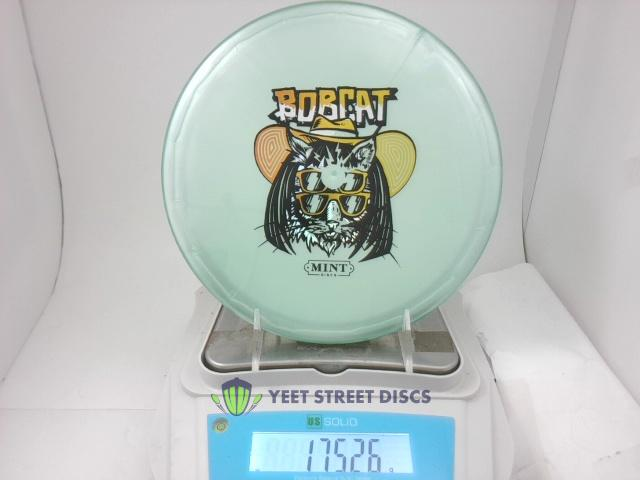 BOBCAT
MINT
DISCS
YEET STREET DISCS
US SOLID
175.26 g